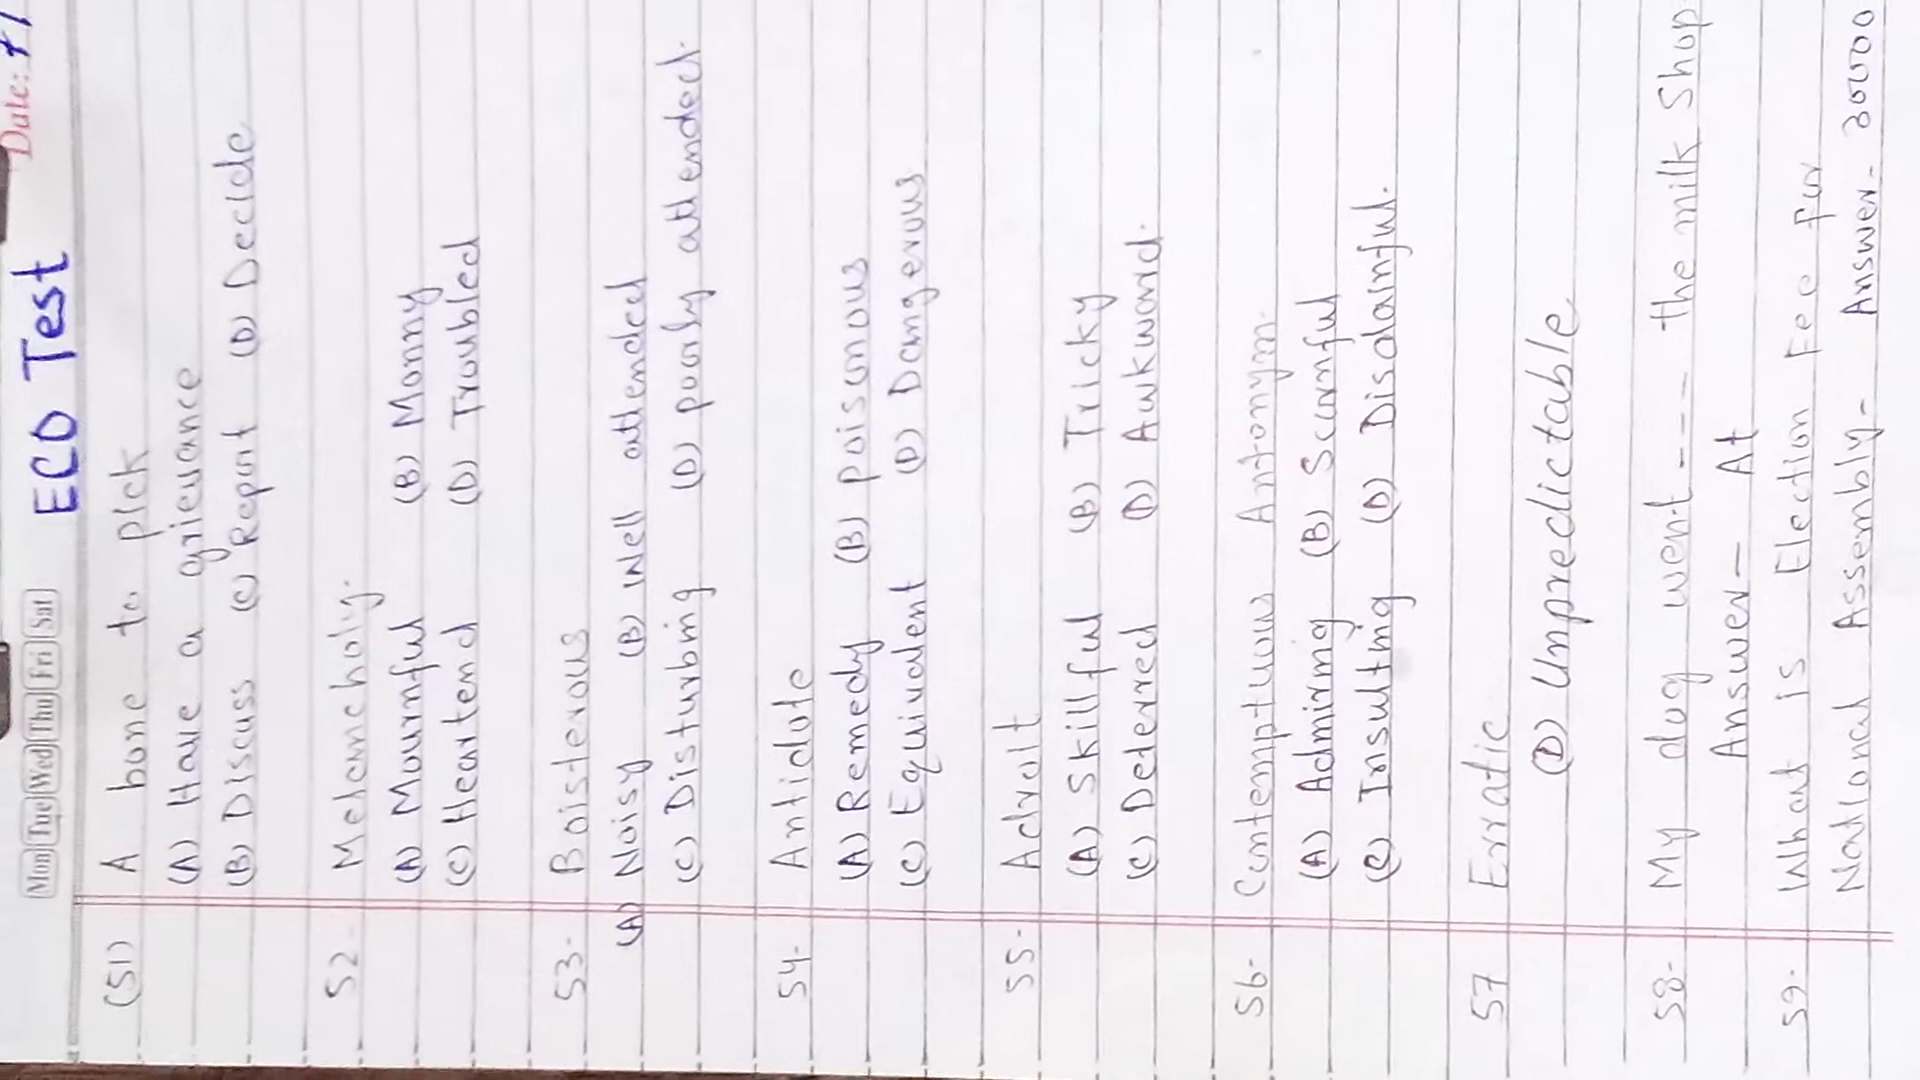 Mon Tue Wed Thu Fri Sat
Date:
ECO Test
(51) A bone to pick
(A) Have a grievance
(B) Discuss (C) Report (D) Decide
52- Melancholy.
(A) Mournful (B) Manny
(C) Heartend (D) Troubled
53- Boisterous
(A) Noisy (B) Well attended
(C) Disturbing (D) poorly attended.
54- Antidote
(A) Remedy (B) poisonous
(C) Equivalent (D) Dangerous
55- Adroit
(A) Skillful (B) Tricky
(C) Deterred (D) Awkward.
56- Contemptuous Antonym.
(A) Admiring (B) Scornful
(C) Insulting (D) Disdainful.
57 Erratic
(D) Unpredictable
58- My dog went ---- the milk Shop
Answer- At
59- What is Election Fee for
National Assembly- Answer- 30000